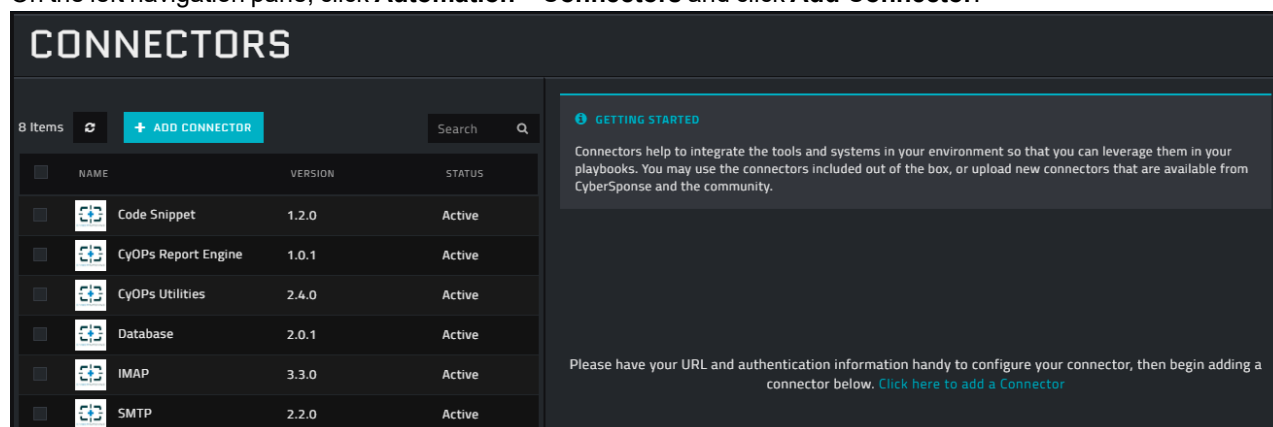 CONNECTORS
8 Items
+ ADD CONNECTOR
Search
NAME VERSION STATUS
Code Snippet 1.2.0 Active
CyOPs Report Engine 1.0.1 Active
CyOPs Utilities 2.4.0 Active
Database 2.0.1 Active
IMAP 3.3.0 Active
SMTP 2.2.0 Active
GETTING STARTED
Connectors help to integrate the tools and systems in your environment so that you can leverage them in your
playbooks. You may use the connectors included out of the box, or upload new connectors that are available from
CyberSponse and the community.
Please have your URL and authentication information handy to configure your connector, then begin adding a
connector below. Click here to add a Connector